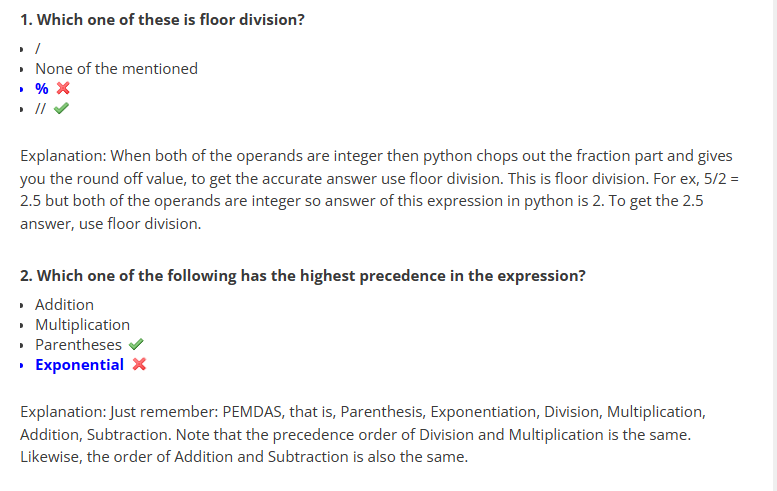 1. Which one of these is floor division?
/
None of the mentioned
% ❌
// ✔
Explanation: When both of the operands are integer then python chops out the fraction part and gives
you the round off value, to get the accurate answer use floor division. This is floor division. For ex, 5/2 =
2.5 but both of the operands are integer so answer of this expression in python is 2. To get the 2.5
answer, use floor division.
2. Which one of the following has the highest precedence in the expression?
Addition
Multiplication
Parentheses ✔
Exponential ❌
Explanation: Just remember: PEMDAS, that is, Parenthesis, Exponentiation, Division, Multiplication,
Addition, Subtraction. Note that the precedence order of Division and Multiplication is the same.
Likewise, the order of Addition and Subtraction is also the same.